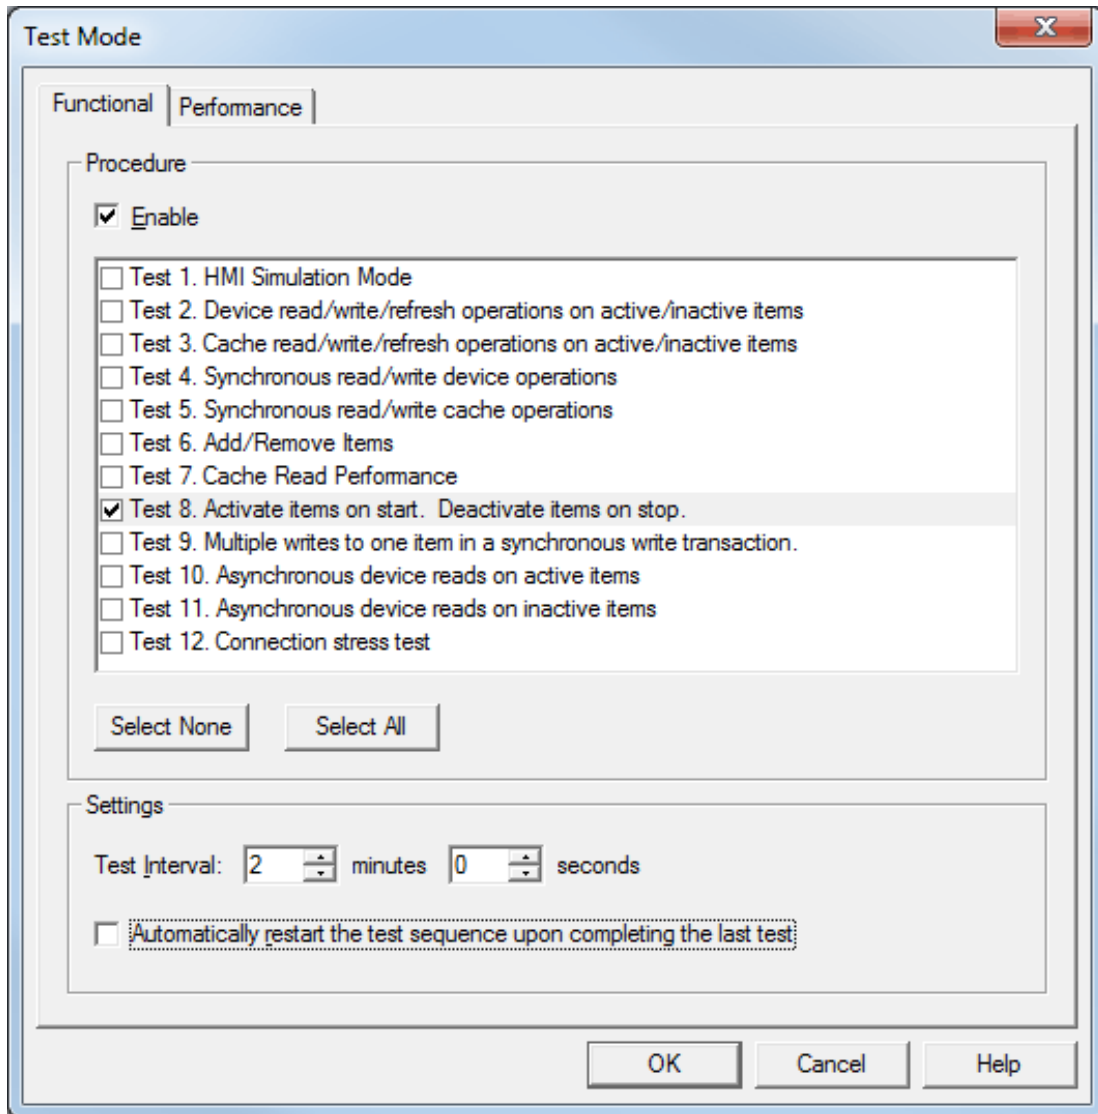 Test Mode
Functional Performance
Procedure
Enable
Test 1. HMI Simulation Mode
Test 2. Device read/write/refresh operations on active/inactive items
Test 3. Cache read/write/refresh operations on active/inactive items
Test 4. Synchronous read/write device operations
Test 5. Synchronous read/write cache operations
Test 6. Add/Remove Items
Test 7. Cache Read Performance
Test 8. Activate items on start.  Deactivate items on stop.
Test 9. Multiple writes to one item in a synchronous write transaction.
Test 10. Asynchronous device reads on active items
Test 11. Asynchronous device reads on inactive items
Test 12. Connection stress test
Select None Select All
Settings
Test Interval: 2 minutes 0 seconds
Automatically restart the test sequence upon completing the last test
OK Cancel Help